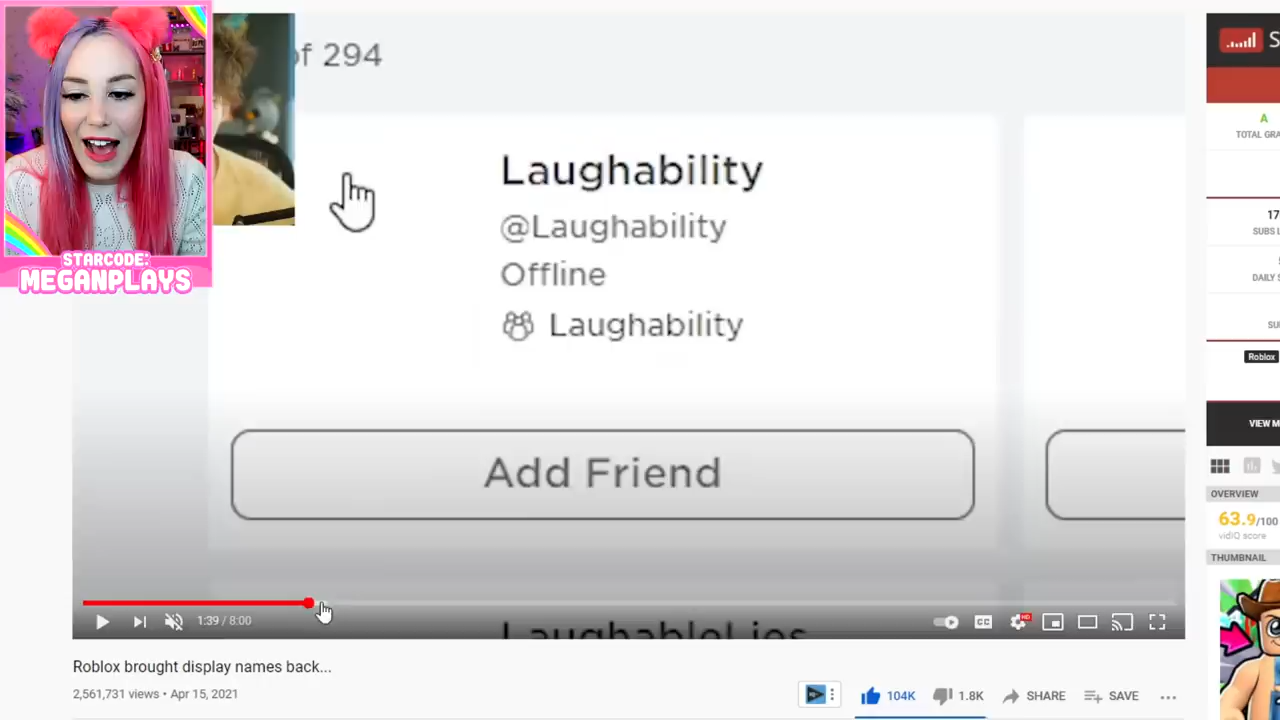 of 294
Laughability
@Laughability
Offline
Laughability
Add Friend
STARCODE:
MEGANPLAYS
1:39 / 8:00
CC
HD
Roblox brought display names back...
2,561,731 views • Apr 15, 2021
104K
1.8K
SHARE
SAVE
S
A
TOTAL GRA
17
SUBS L
DAILY S
SU
Roblox
VIEW M
OVERVIEW
63.9/100
vidIQ score
THUMBNAIL